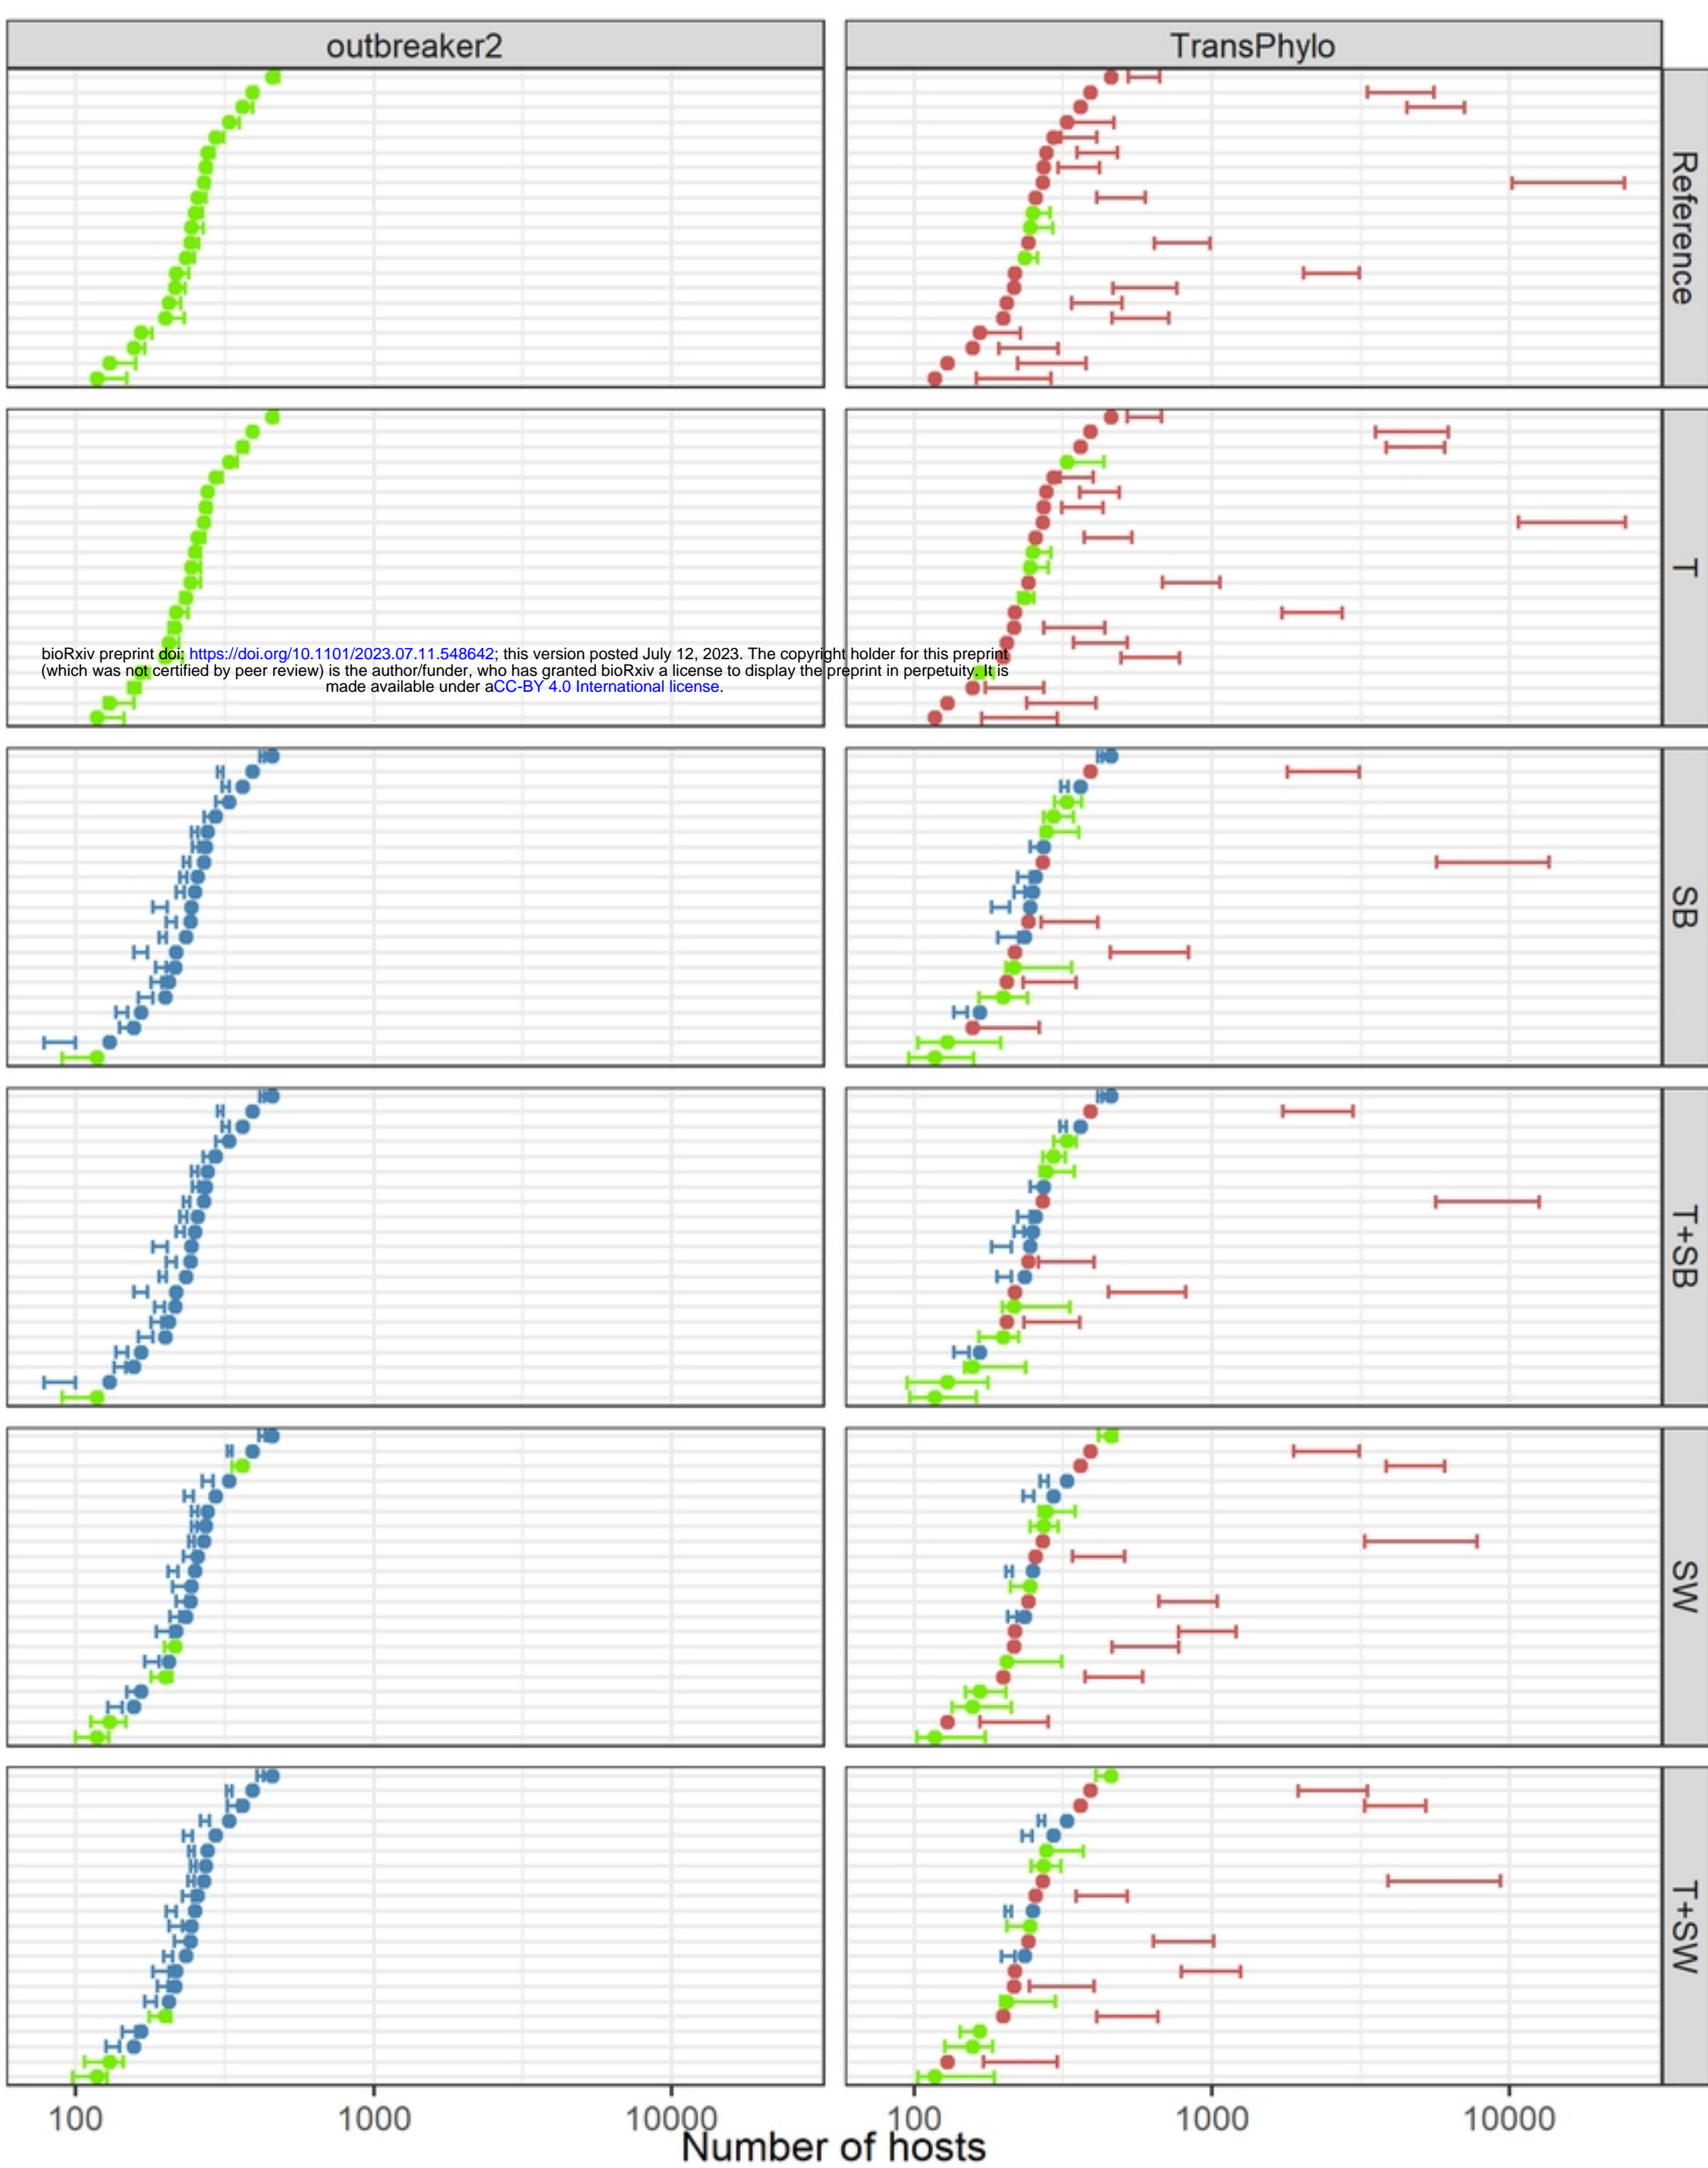 outbreaker2
TransPhylo
Reference
T
bioRxiv preprint doi: https://doi.org/10.1101/2023.07.11.548642; this version posted July 12, 2023. The copyright holder for this preprint
(which was not certified by peer review) is the author/funder, who has granted bioRxiv a license to display the preprint in perpetuity. It is
made available under aCC-BY 4.0 International license.
SB
T+SB
SW
T+SW
100 1000 10000 100 1000 10000
Number of hosts